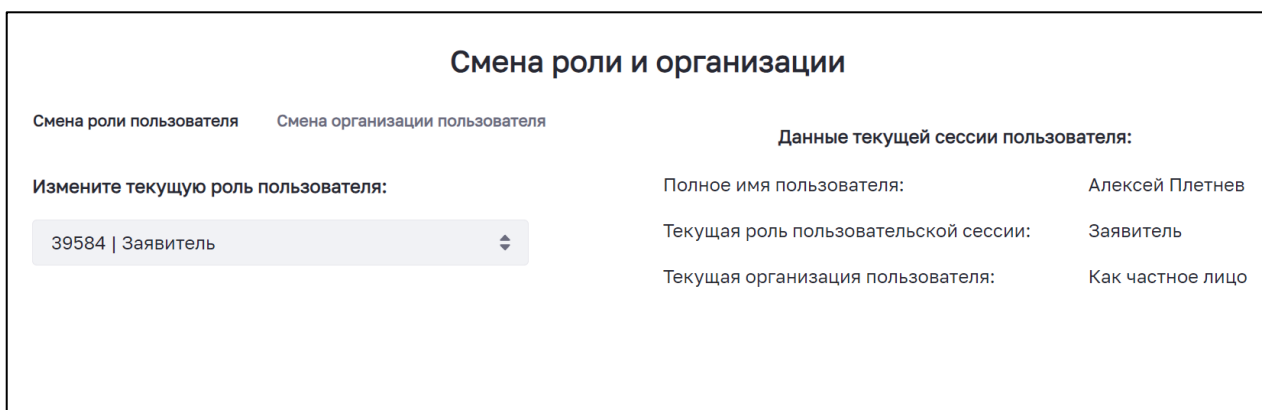 Смена роли и организации
Смена роли пользователя Смена организации пользователя
Измените текущую роль пользователя:
39584 | Заявитель
Данные текущей сессии пользователя:
Полное имя пользователя: Алексей Плетнев
Текущая роль пользовательской сессии: Заявитель
Текущая организация пользователя: Как частное лицо